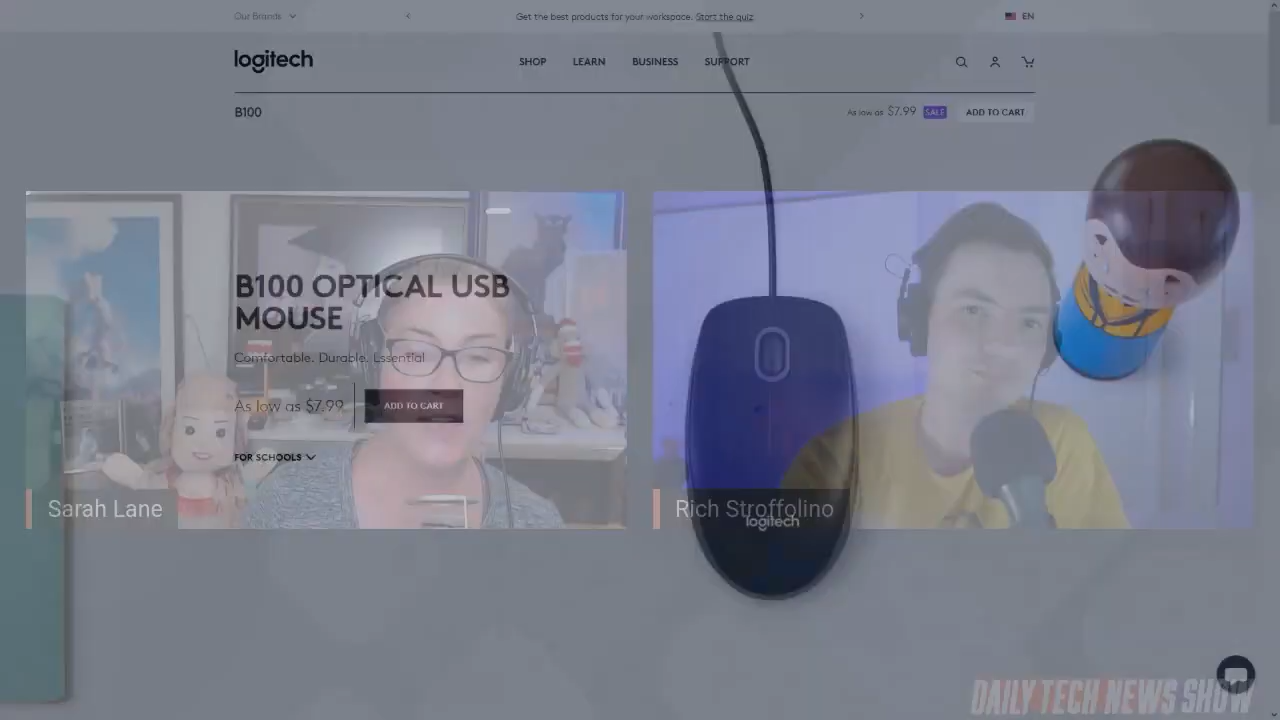 Our Brands
Get the best products for your workspace. Start the quiz
EN
logitech
SHOP LEARN BUSINESS SUPPORT
B100
As low as $7.99 SALE ADD TO CART
B100 OPTICAL USB
MOUSE
Comfortable. Durable. Essential
As low as $7.99 ADD TO CART
FOR SCHOOLS
Sarah Lane
Rich Stroffolino
logitech
DAILY TECH NEWS SHOW